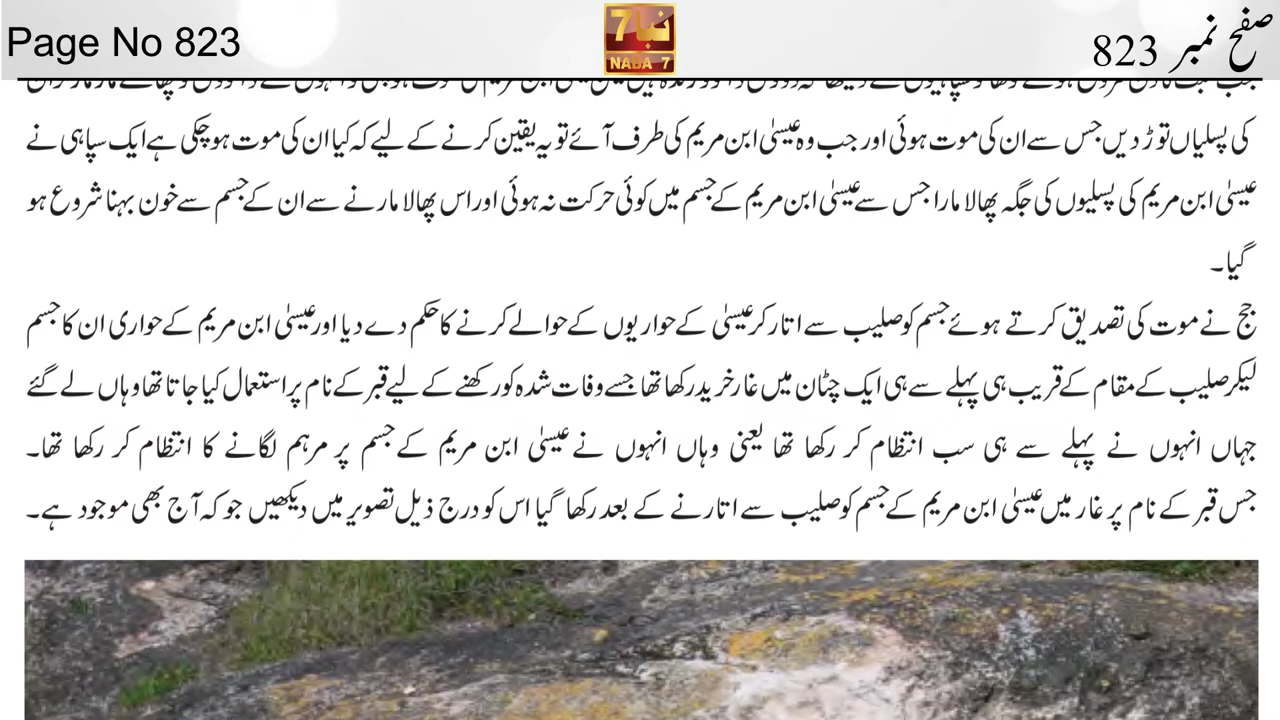 Page No 823
نبأ 7
NABA 7
صفحہ نمبر 823
کی پسلیاں توڑ دیں جس سے ان کی موت ہوئی اور جب وہ عیسیٰ ابن مریم کی طرف آئے تو یہ یقین کرنے کے لیے کہ کیا ان کی موت ہو چکی ہے ایک سپاہی نے
عیسیٰ ابن مریم کی پسلیوں کی جگہ پھالا مارا جس سے عیسیٰ ابن مریم کے جسم میں کوئی حرکت نہ ہوئی اور اس پھالا مارنے سے ان کے جسم سے خون بہنا شروع ہو
گیا۔
جج نے موت کی تصدیق کرتے ہوئے جسم کو صلیب سے اتار کر عیسیٰ کے حواریوں کے حوالے کرنے کا حکم دے دیا اور عیسیٰ ابن مریم کے حواری ان کا جسم
لیکر صلیب کے مقام کے قریب ہی پہلے سے ہی ایک چٹان میں غار خرید رکھا تھا جسے وفات شدہ کو رکھنے کے لیے قبر کے نام پر استعمال کیا جاتا تھا وہاں لے گئے
جہاں انہوں نے پہلے سے ہی سب انتظام کر رکھا تھا یعنی وہاں انہوں نے عیسیٰ ابن مریم کے جسم پر مرہم لگانے کا انتظام کر رکھا تھا۔
جس قبر کے نام پر غار میں عیسیٰ ابن مریم کے جسم کو صلیب سے اتارنے کے بعد رکھا گیا اس کو درج ذیل تصویر میں دیکھیں جو کہ آج بھی موجود ہے۔